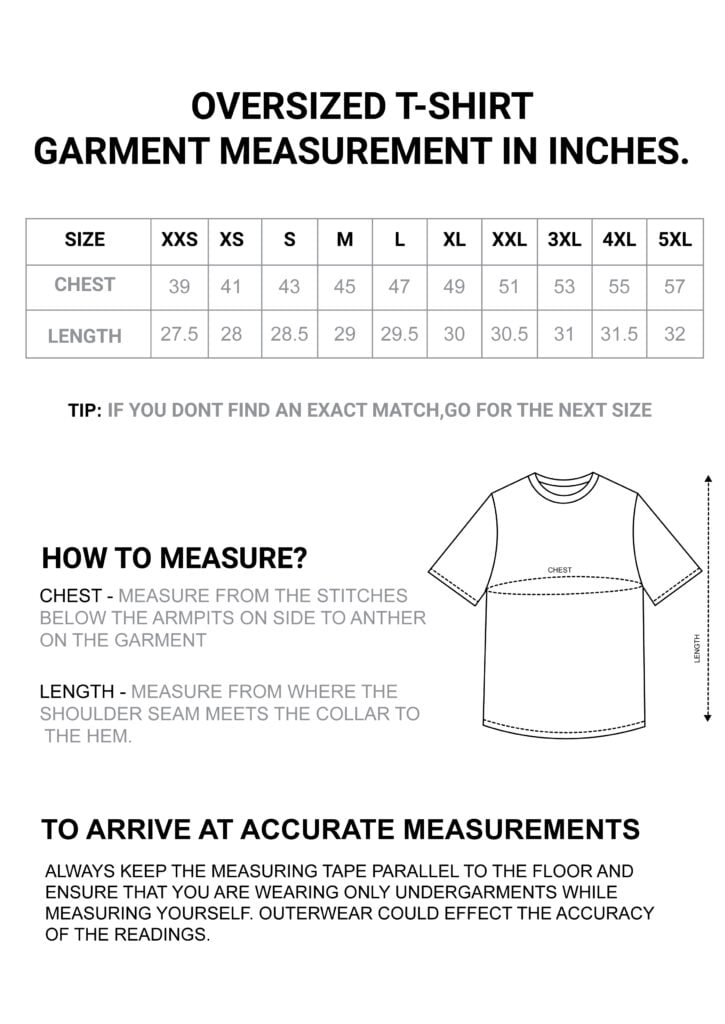 OVERSIZED T-SHIRT
GARMENT MEASUREMENT IN INCHES.
SIZE XXS XS S M L XL XXL 3XL 4XL 5XL
CHEST 39 41 43 45 47 49 51 53 55 57
LENGTH 27.5 28 28.5 29 29.5 30 30.5 31 31.5 32
TIP: IF YOU DONT FIND AN EXACT MATCH,GO FOR THE NEXT SIZE
HOW TO MEASURE?
CHEST - MEASURE FROM THE STITCHES
BELOW THE ARMPITS ON SIDE TO ANTHER
ON THE GARMENT
LENGTH - MEASURE FROM WHERE THE
SHOULDER SEAM MEETS THE COLLAR TO
THE HEM.
CHEST
LENGTH
TO ARRIVE AT ACCURATE MEASUREMENTS
ALWAYS KEEP THE MEASURING TAPE PARALLEL TO THE FLOOR AND
ENSURE THAT YOU ARE WEARING ONLY UNDERGARMENTS WHILE
MEASURING YOURSELF. OUTERWEAR COULD EFFECT THE ACCURACY
OF THE READINGS.